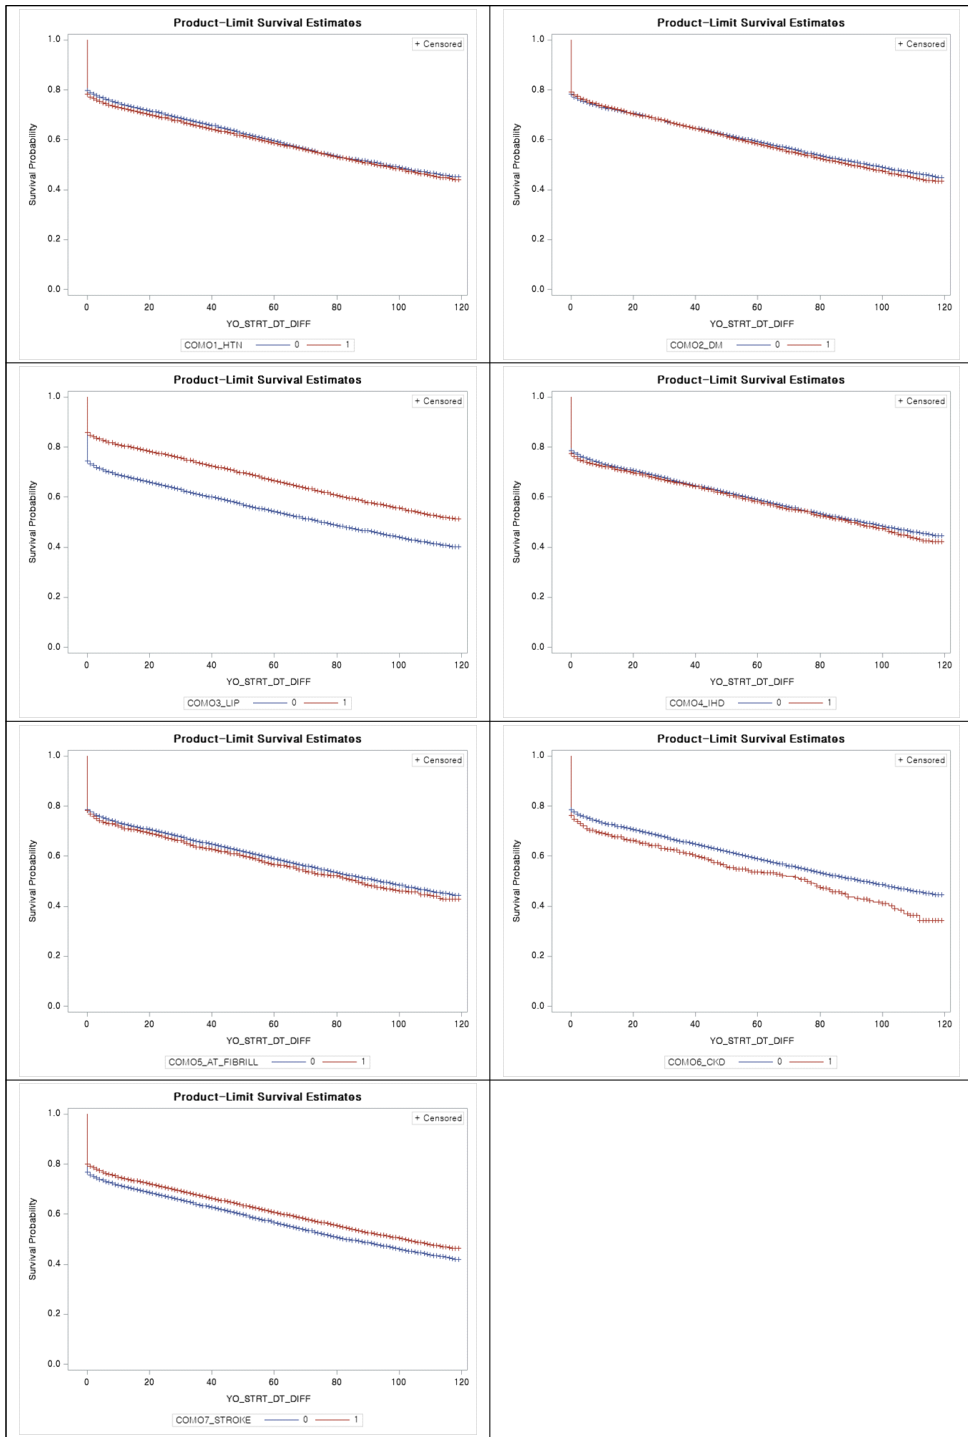 Product-Limit Survival Estimates
+ Censored
1.0
0.8
0.6
0.4
0.2
0.0
Survival Probability
0 20 40 60 80 100 120
YO_STRT_DT_DIFF
COMO1_HTN 0 1
Product-Limit Survival Estimates
+ Censored
1.0
0.8
0.6
0.4
0.2
0.0
Survival Probability
0 20 40 60 80 100 120
YO_STRT_DT_DIFF
COMO2_DM 0 1
Product-Limit Survival Estimates
+ Censored
1.0
0.8
0.6
0.4
0.2
0.0
Survival Probability
0 20 40 60 80 100 120
YO_STRT_DT_DIFF
COMO3_LIP 0 1
Product-Limit Survival Estimates
+ Censored
1.0
0.8
0.6
0.4
0.2
0.0
Survival Probability
0 20 40 60 80 100 120
YO_STRT_DT_DIFF
COMO4_IHD 0 1
Product-Limit Survival Estimates
+ Censored
1.0
0.8
0.6
0.4
0.2
0.0
Survival Probability
0 20 40 60 80 100 120
YO_STRT_DT_DIFF
COMO5_AT_FIBRILL 0 1
Product-Limit Survival Estimates
+ Censored
1.0
0.8
0.6
0.4
0.2
0.0
Survival Probability
0 20 40 60 80 100 120
YO_STRT_DT_DIFF
COMO6_CKD 0 1
Product-Limit Survival Estimates
+ Censored
1.0
0.8
0.6
0.4
0.2
0.0
Survival Probability
0 20 40 60 80 100 120
YO_STRT_DT_DIFF
COMO7_STROKE 0 1